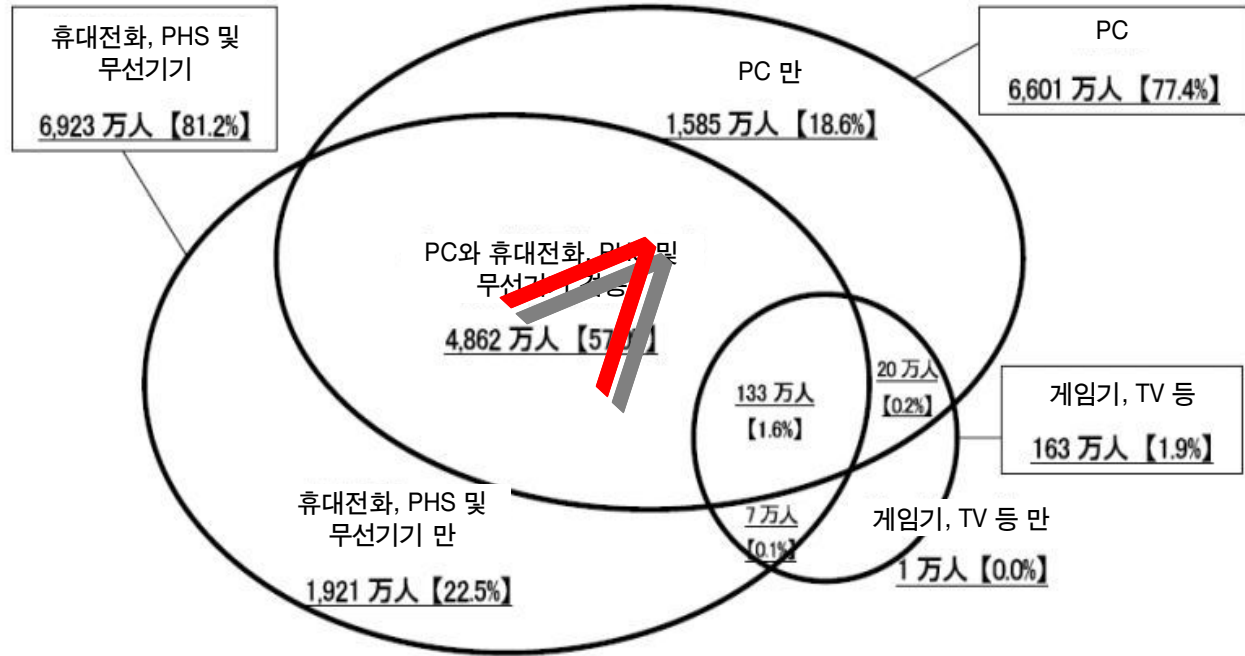 휴대전화, PHS 및
무선기기
6,923 万人【81.2%】
PC
6,601 万人【77.4%】
PC 만
1,585 万人【18.6%】
PC와 휴대전화, 및
4,862 万人
133 万人
【1.6%】
20 万人
【0.2%】
게임기, TV 등
163 万人【1.9%】
휴대전화, PHS 및
무선기기 만
1,921 万人【22.5%】
7 万人
【0.1%】
게임기, TV 등 만
1 万人【0.0%】